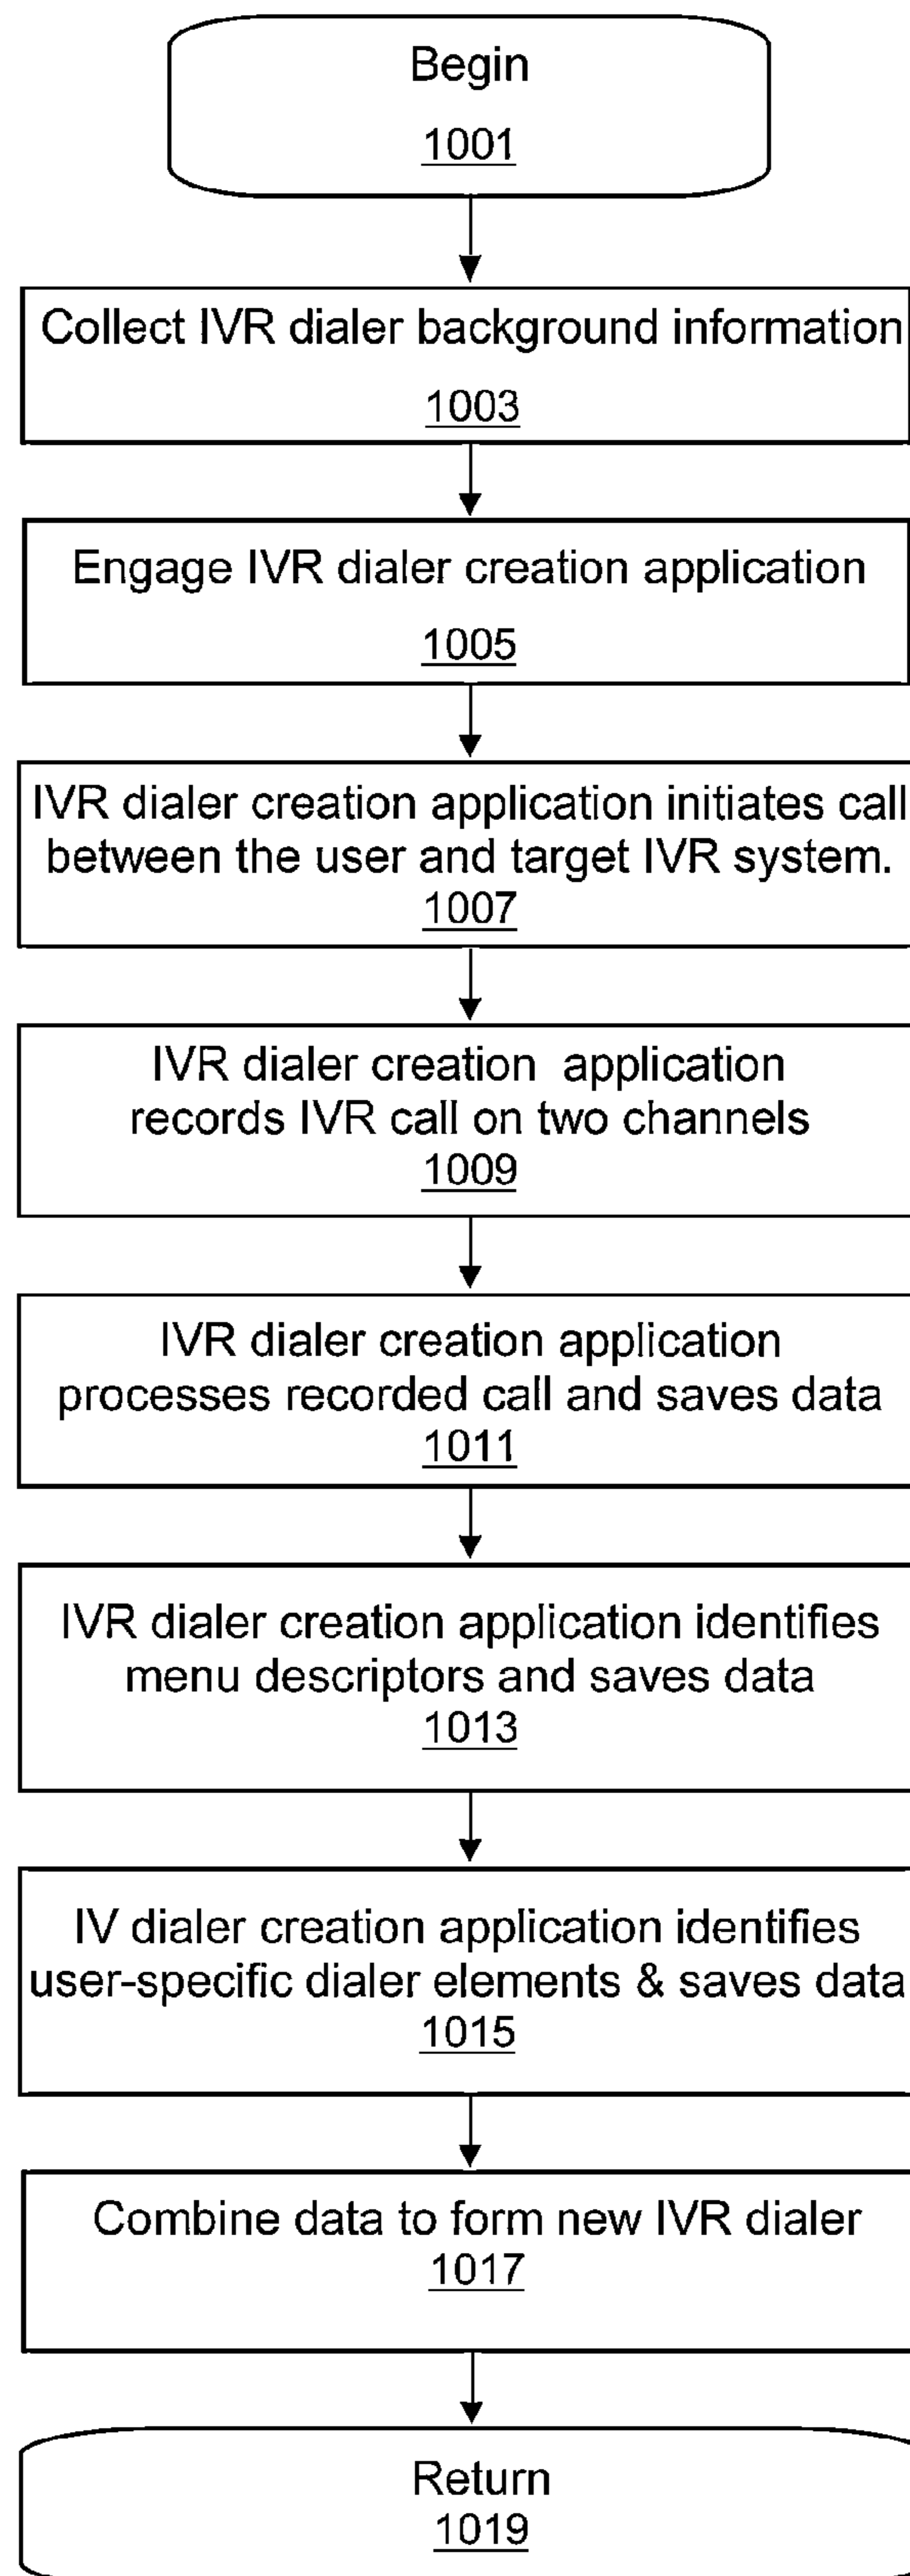 Begin
1001
Collect IVR dialer background information
1003
Engage IVR dialer creation application
1005
IVR dialer creation application initiates call
between the user and target IVR system.
1007
IVR dialer creation application
records IVR call on two channels
1009
IVR dialer creation application
processes recorded call and saves data
1011
IVR dialer creation application identifies
menu descriptors and saves data
1013
IV dialer creation application identifies
user-specific dialer elements & saves data
1015
Combine data to form new IVR dialer
1017
Return
1019